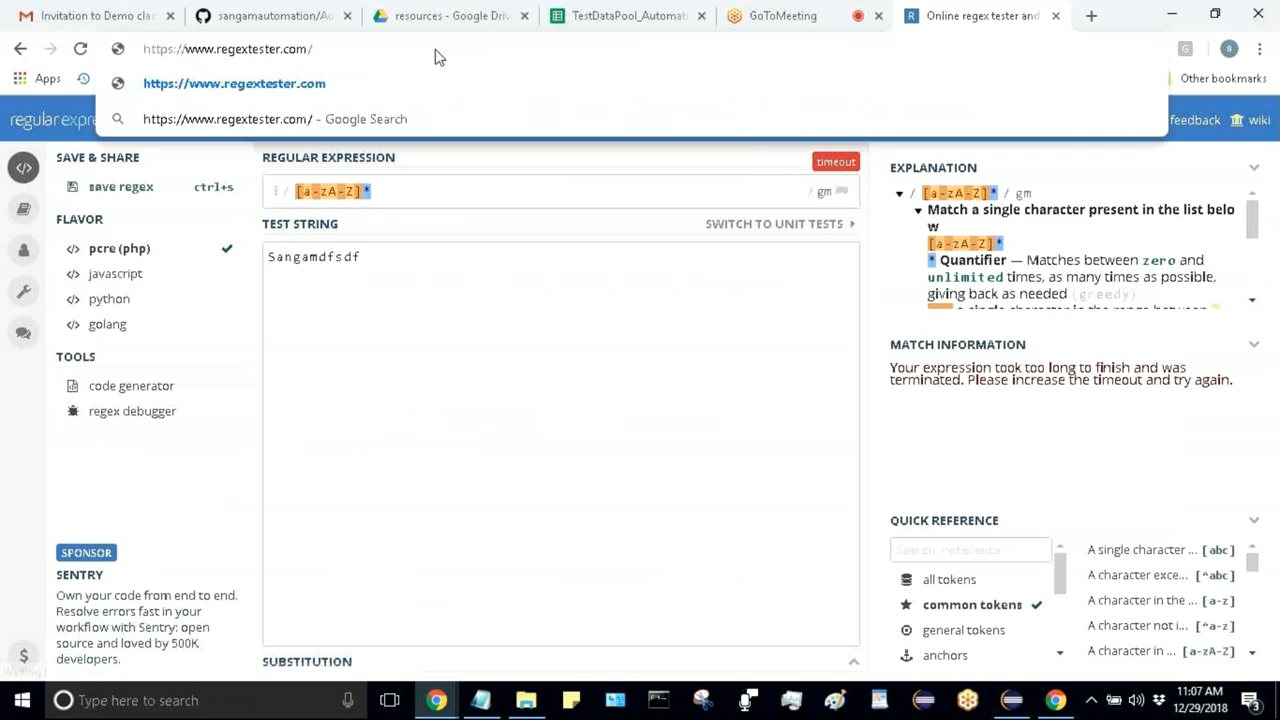 Invitation to Demo cla
sangamautomation/Au
resources - Google Driv
TestDataPool_Automati
GoToMeeting
Online regex tester and
https://www.regextester.com/
G
s
Apps
https://www.regextester.com
Other bookmarks
https://www.regextester.com/ - Google Search
regular expre
feedback
wiki
SAVE & SHARE
save regex
ctrl+s
FLAVOR
pcre (php)
javascript
python
golang
TOOLS
code generator
regex debugger
SPONSOR
SENTRY
Own your code from end to end.
Resolve errors fast in your
workflow with Sentry: open
source and loved by 500K
developers.
REGULAR EXPRESSION
timeout
/ [a-zA-Z]*
/ gm
TEST STRING
SWITCH TO UNIT TESTS
Sangamdfsdf
SUBSTITUTION
EXPLANATION
/ [a-zA-Z]* / gm
Match a single character present in the list belo
w
[a-zA-Z]*
* Quantifier — Matches between zero and
unlimited times, as many times as possible,
giving back as needed (greedy)
MATCH INFORMATION
Your expression took too long to finish and was
terminated. Please increase the timeout and try again.
QUICK REFERENCE
Search reference
all tokens
common tokens
general tokens
anchors
A single character ... [abc]
A character exce... [^abc]
A character in the ... [a-z]
A character not i... [^a-z]
A character in ... [a-zA-Z]
Type here to search
11:07 AM
12/29/2018
3